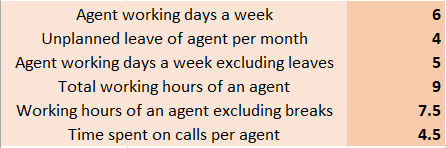 Agent working days a week 6
Unplanned leave of agent per month 4
Agent working days a week excluding leaves 5
Total working hours of an agent 9
Working hours of an agent excluding breaks 7.5
Time spent on calls per agent 4.5